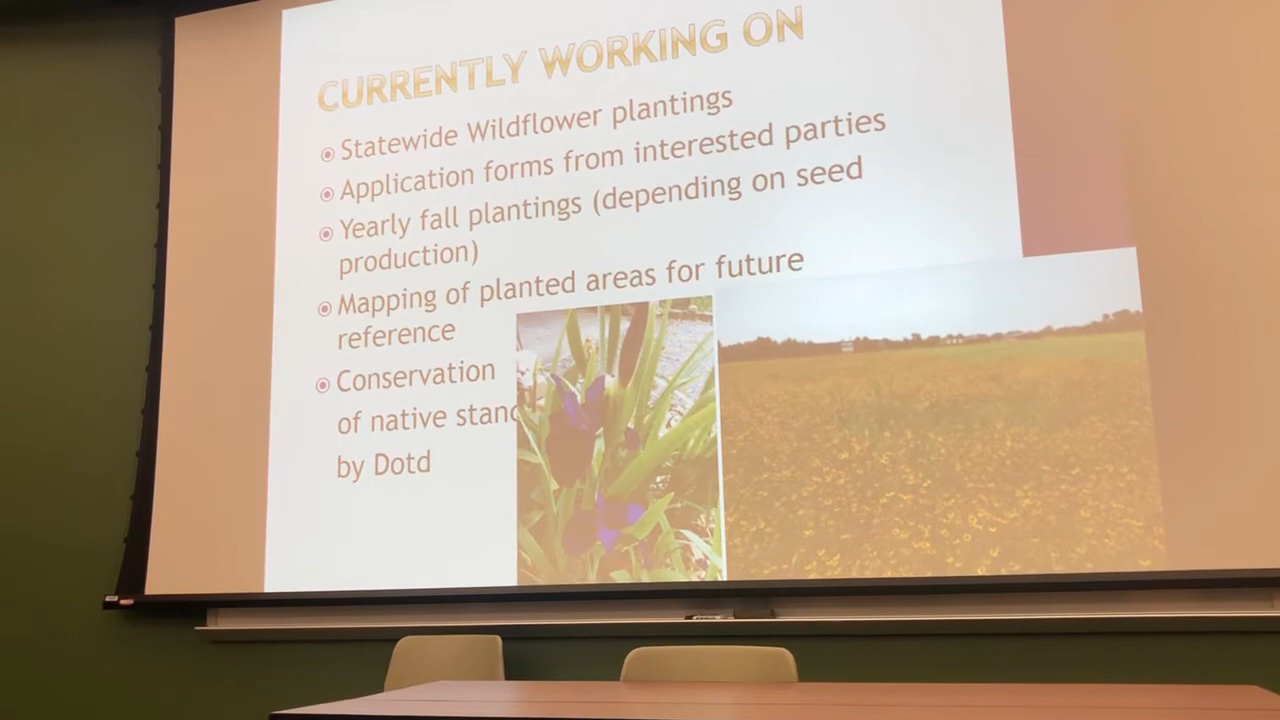 CURRENTLY WORKING ON
Statewide Wildflower plantings
Application forms from interested parties
Yearly fall plantings (depending on seed
production)
Mapping of planted areas for future
reference
Conservation
of native stand
by Dotd